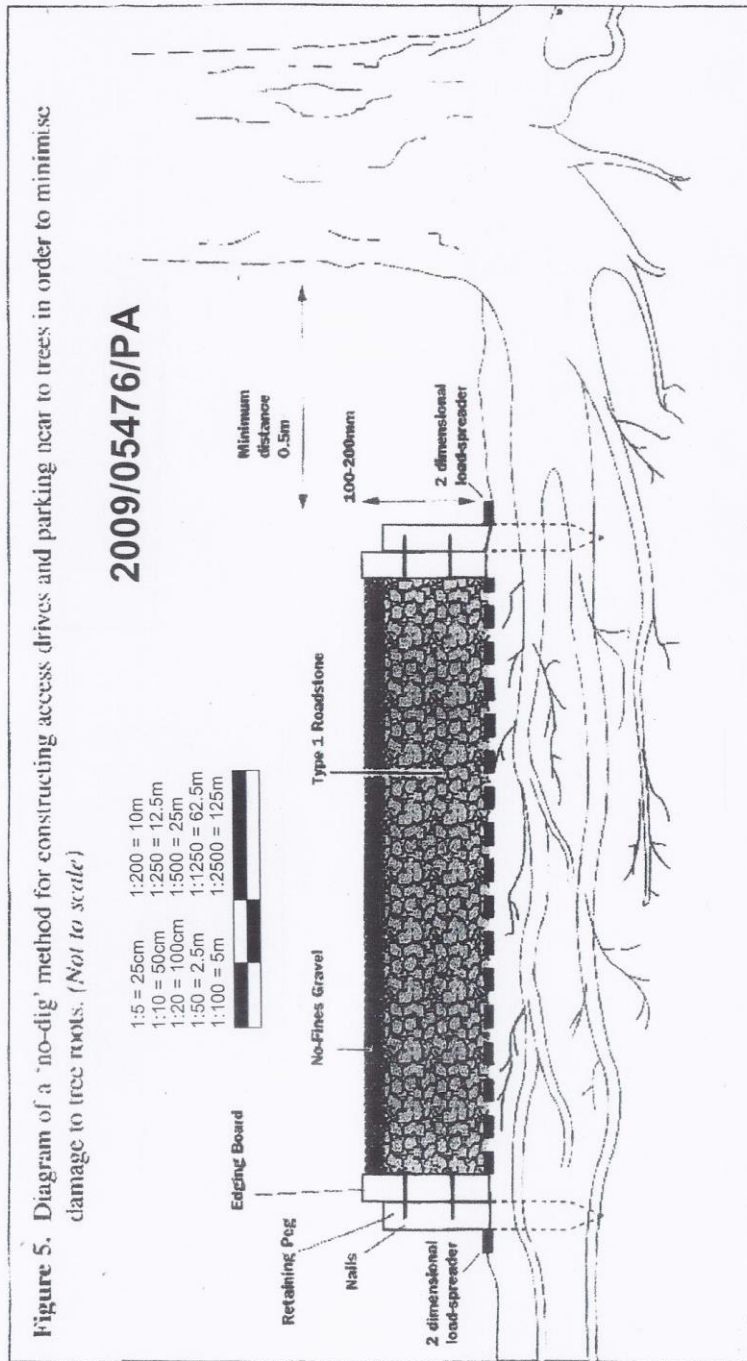 Figure 5. Diagram of a 'no-dig' method for constructing access drives and parking near to trees in order to minimise
damage to tree roots. (Not to scale)
2009/05476/PA
1:5 = 25cm 1:200 = 10m
1:10 = 50cm 1:250 = 12.5m
1:20 = 100cm 1:500 = 25m
1:50 = 2.5m 1:1250 = 62.5m
1:100 = 5m 1:2500 = 125m
Edging Board
Retaining Peg
Nails
2 dimensional
load-spreader
No-Fines Gravel
Type 1 Roadstone
Minimum
distance
0.5m
100-200mm
2 dimensional
load-spreader